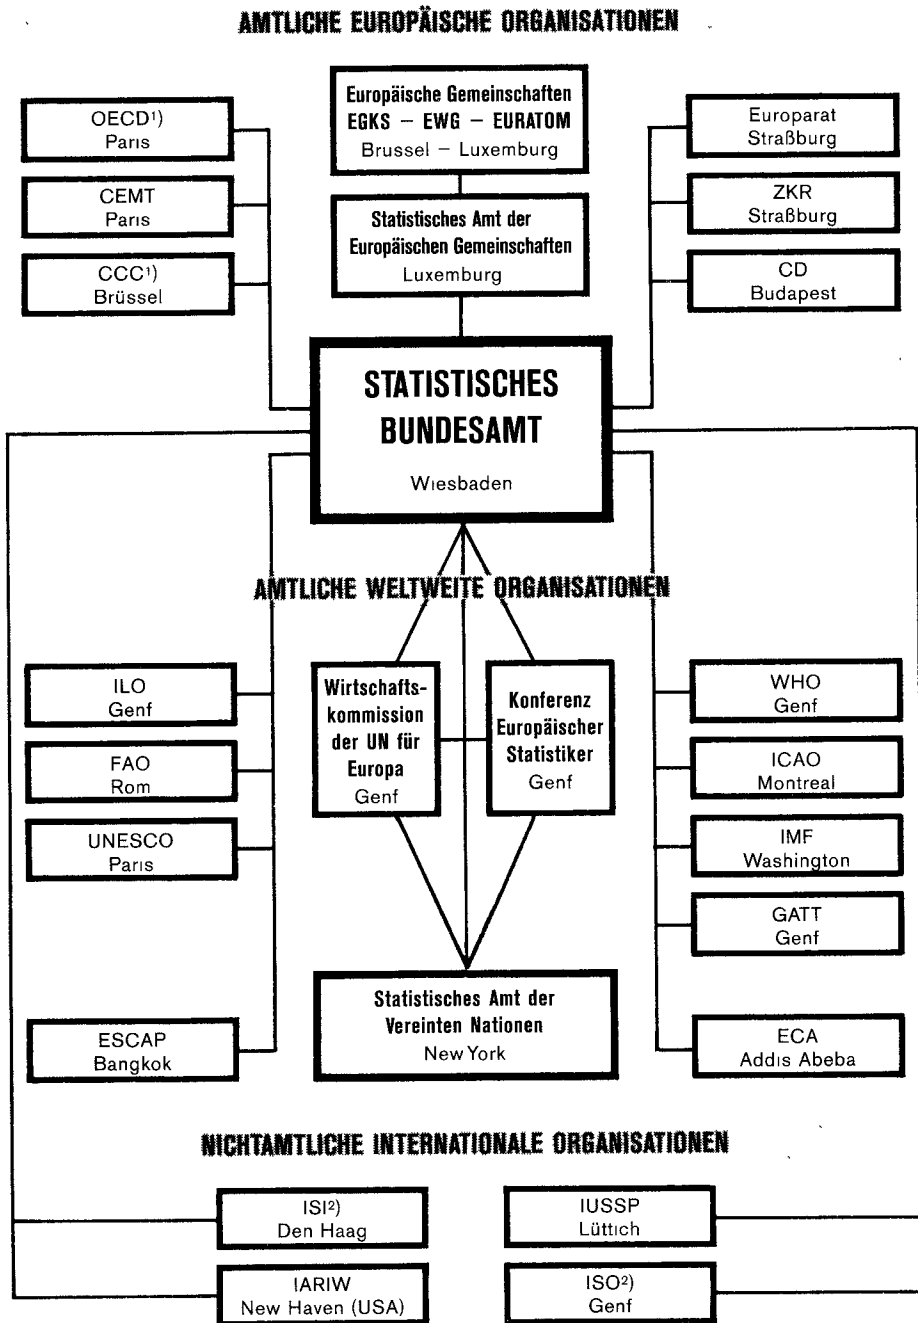 AMTLICHE EUROPÄISCHE ORGANISATIONEN
OECD¹)
Paris
CEMT
Paris
CCC¹)
Brüssel
Europäische Gemeinschaften
EGKS – EWG – EURATOM
Brussel – Luxemburg
Statistisches Amt der
Europäischen Gemeinschaften
Luxemburg
Europarat
Straßburg
ZKR
Straßburg
CD
Budapest
STATISTISCHES
BUNDESAMT
Wiesbaden
AMTLICHE WELTWEITE ORGANISATIONEN
ILO
Genf
FAO
Rom
UNESCO
Paris
ESCAP
Bangkok
Wirtschafts-
kommission
der UN für
Europa
Genf
Konferenz
Europäischer
Statistiker
Genf
Statistisches Amt der
Vereinten Nationen
New York
WHO
Genf
ICAO
Montreal
IMF
Washington
GATT
Genf
ECA
Addis Abeba
NICHTAMTLICHE INTERNATIONALE ORGANISATIONEN
ISI²)
Den Haag
IARIW
New Haven (USA)
IUSSP
Lüttich
ISO²)
Genf